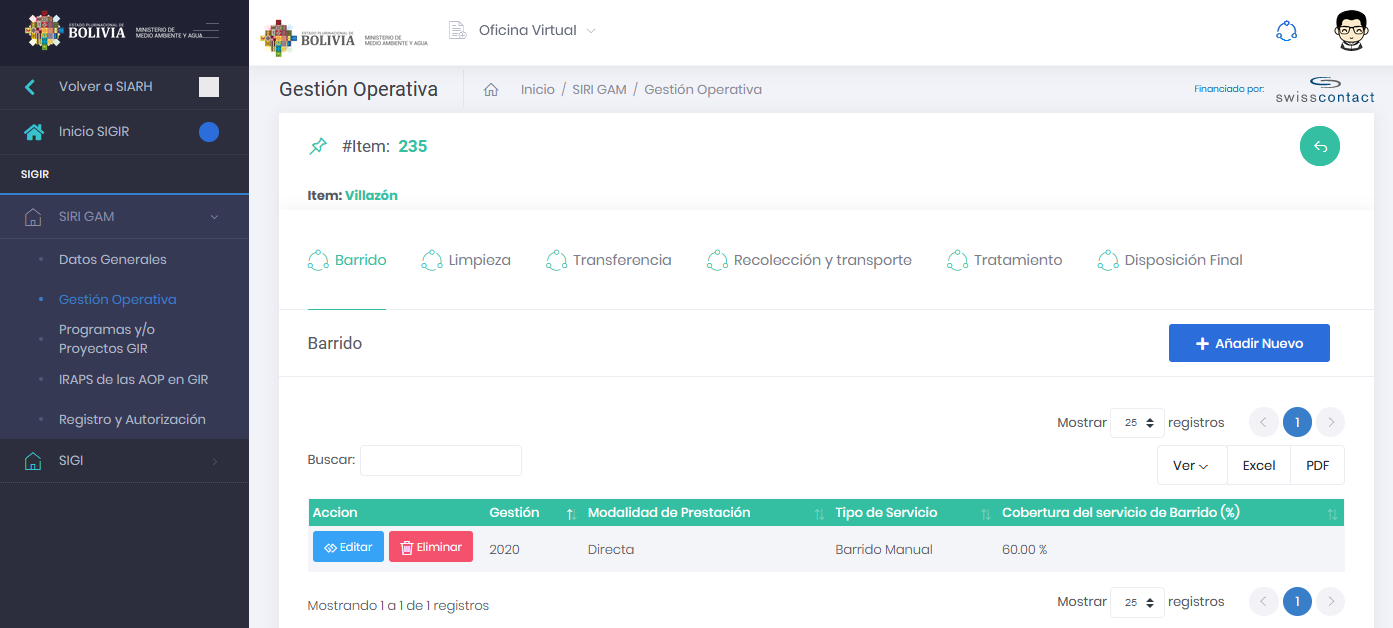 ESTADO PLURINACIONAL DE
BOLIVIA
MINISTERIO DE
MEDIO AMBIENTE Y AGUA
Volver a SIARH
Inicio SIGIR
SIGIR
SIRI GAM
Datos Generales
Gestión Operativa
Programas y/o
Proyectos GIR
IRAPS de las AOP en GIR
Registro y Autorización
SIGI
ESTADO PLURINACIONAL DE
BOLIVIA
MINISTERIO DE
MEDIO AMBIENTE Y AGUA
Oficina Virtual
Gestión Operativa
Inicio / SIRI GAM / Gestión Operativa
Financiado por:
swisscontact
#Item: 235
Item: Villazón
Barrido Limpieza Transferencia Recolección y transporte Tratamiento Disposición Final
Barrido
Añadir Nuevo
Mostrar 25 registros 1
Buscar:
Ver Excel PDF
Accion Gestión Modalidad de Prestación Tipo de Servicio Cobertura del servicio de Barrido (%)
Editar Eliminar 2020 Directa Barrido Manual 60.00 %
Mostrando 1 a 1 de 1 registros
Mostrar 25 registros 1